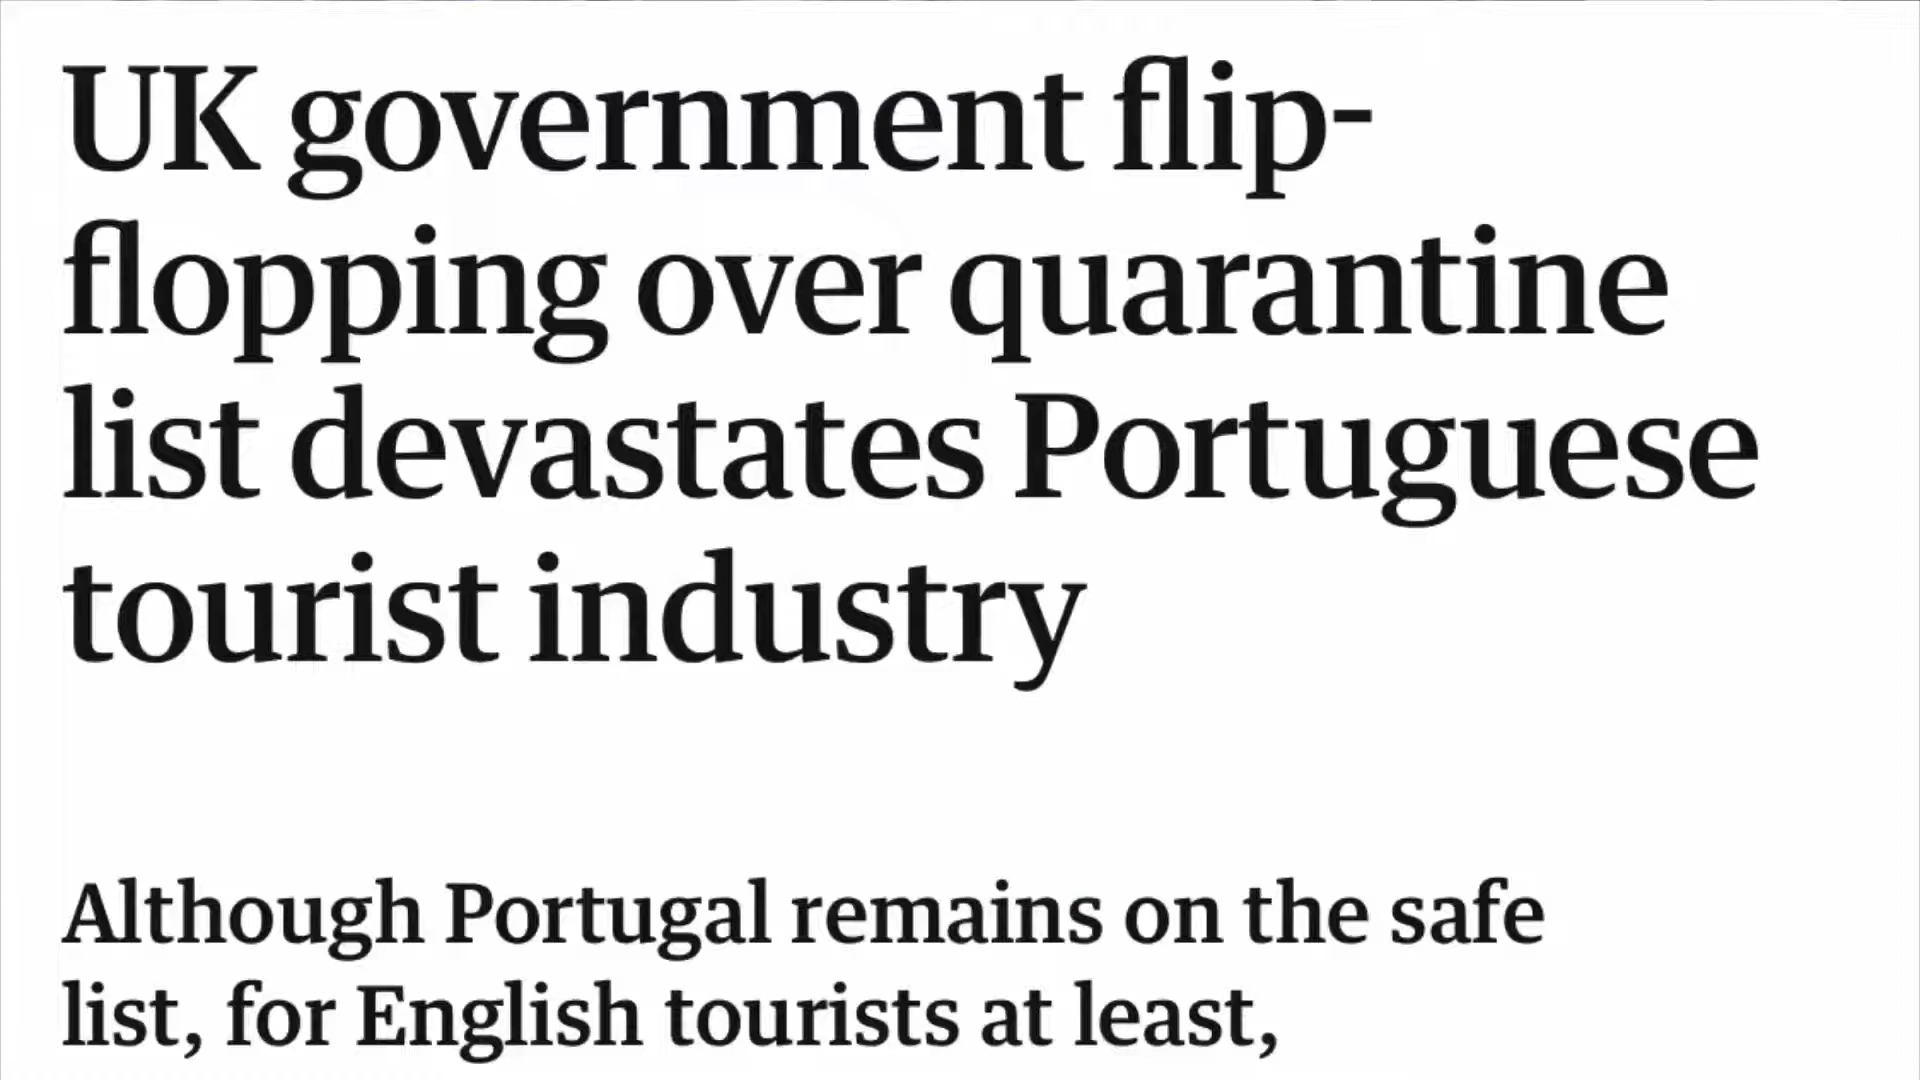 UK government flip-
flopping over quarantine
list devastates Portuguese
tourist industry
Although Portugal remains on the safe
list, for English tourists at least,